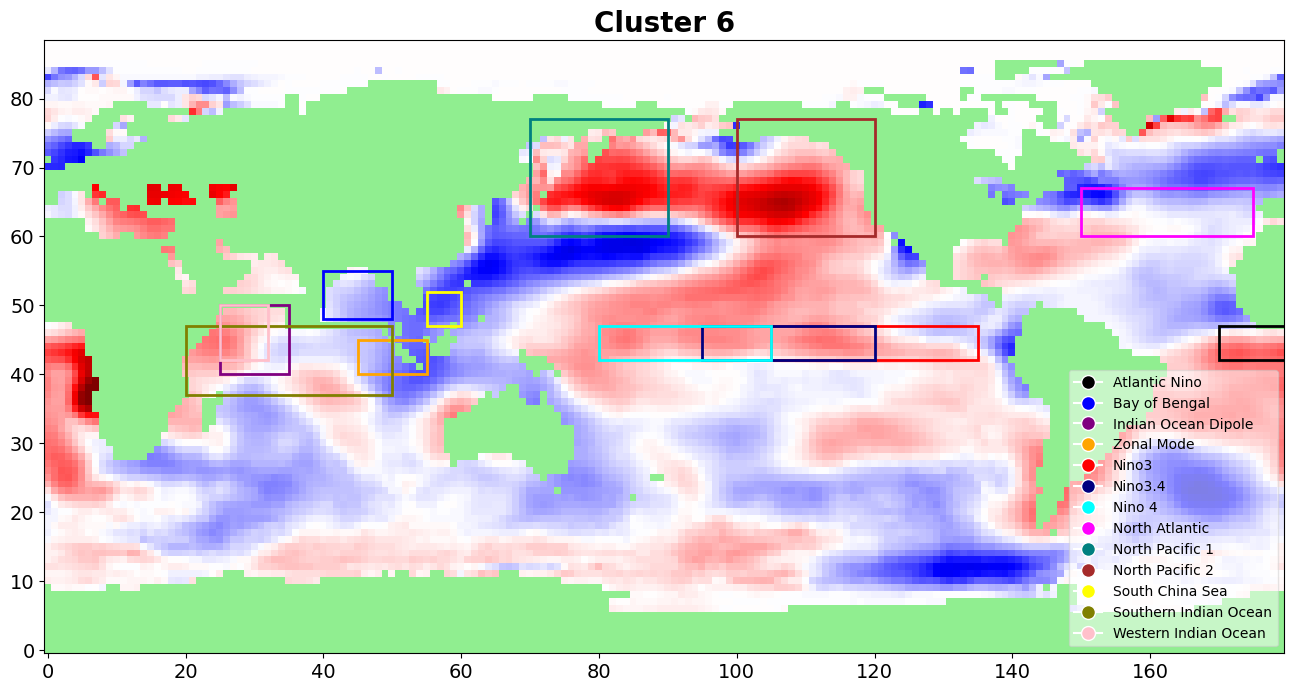 Cluster 6
80
70
60
50
40
30
20
10
0
0 20 40 60 80 100 120 140 160
Atlantic Nino
Bay of Bengal
Indian Ocean Dipole
Zonal Mode
Nino3
Nino3.4
Nino 4
North Atlantic
North Pacific 1
North Pacific 2
South China Sea
Southern Indian Ocean
Western Indian Ocean